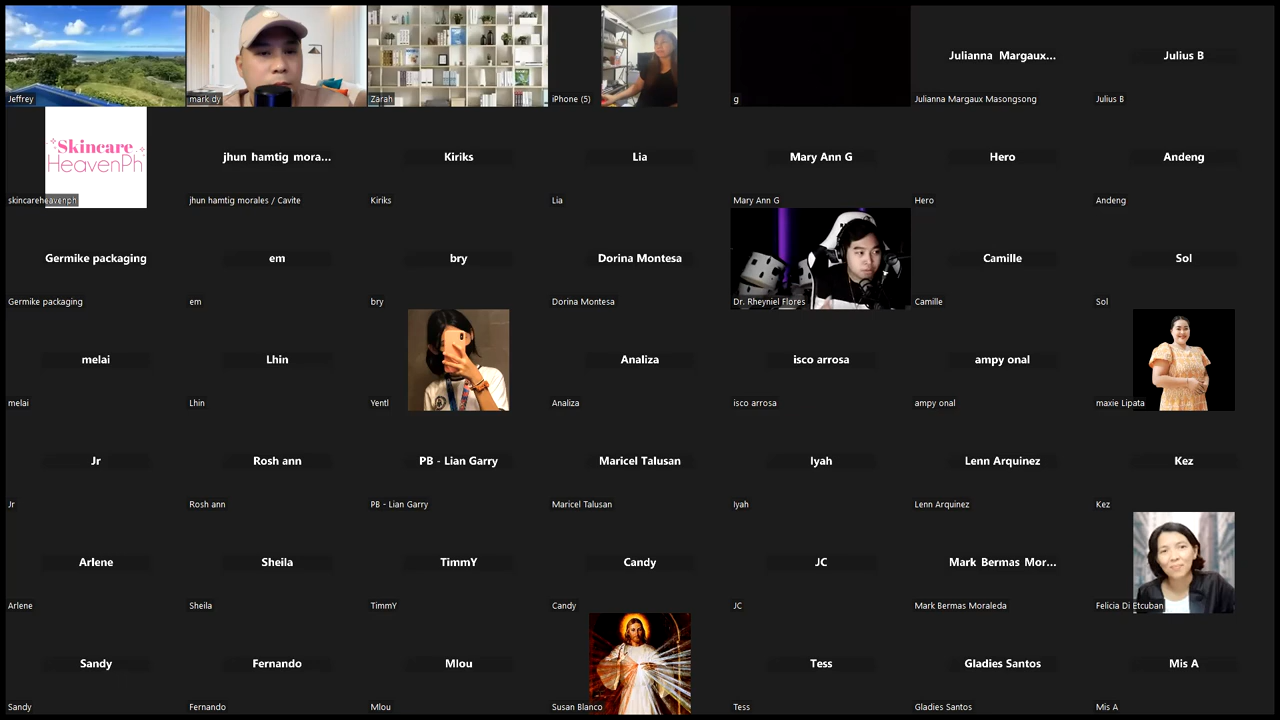 Jeffrey
mark dy
Zarah
iPhone (5)
g
Julianna Margaux...
Julianna Margaux Masongsong
Julius B
Julius B
Skincare
HeavenPh
skincareheavenph
jhun hamtig mora...
jhun hamtig morales / Cavite
Kiriks
Kiriks
Lia
Lia
Mary Ann G
Mary Ann G
Hero
Hero
Andeng
Andeng
Germike packaging
Germike packaging
em
em
bry
bry
Dorina Montesa
Dorina Montesa
Dr. Rheyniel Flores
Camille
Camille
Sol
Sol
melai
melai
Lhin
Lhin
Yentl
Analiza
Analiza
isco arrosa
isco arrosa
ampy onal
ampy onal
maxie Lipata
Jr
Jr
Rosh ann
Rosh ann
PB - Lian Garry
PB - Lian Garry
Maricel Talusan
Maricel Talusan
Iyah
Iyah
Lenn Arquinez
Lenn Arquinez
Kez
Kez
Arlene
Arlene
Sheila
Sheila
TimmY
TimmY
Candy
Candy
JC
JC
Mark Bermas Mor...
Mark Bermas Moraleda
Felicia Di Etcuban
Sandy
Sandy
Fernando
Fernando
Mlou
Mlou
Susan Blanco
Tess
Tess
Gladies Santos
Gladies Santos
Mis A
Mis A